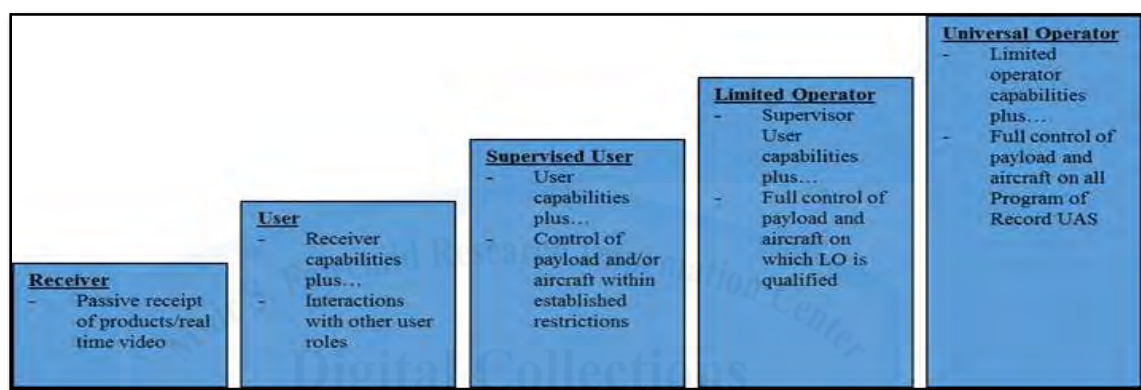 Receiver
- Passive receipt
of products/real
time video
User
- Receiver
capabilities
plus…
- Interactions
with other user
roles
Supervised User
- User
capabilities
plus…
- Control of
payload and/or
aircraft within
established
restrictions
Limited Operator
- Supervisor
User
capabilities
plus…
- Full control of
payload and
aircraft on
which LO is
qualified
Universal Operator
- Limited
operator
capabilities
plus…
- Full control of
payload and
aircraft on all
Program of
Record UAS
Digital Collections